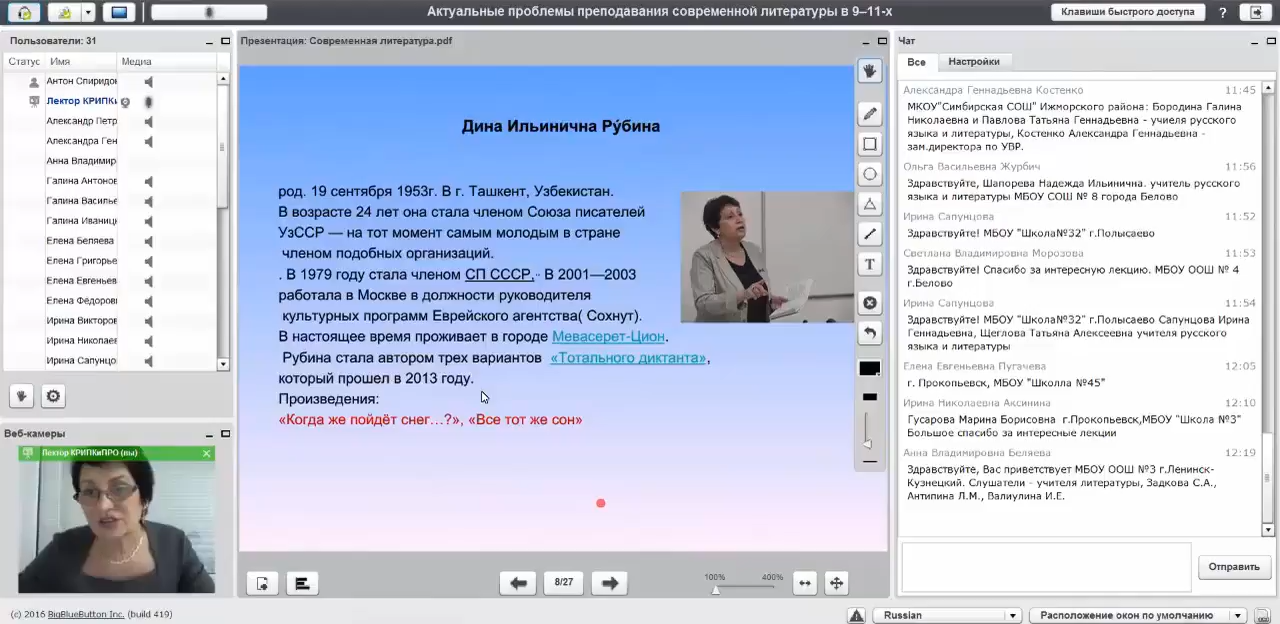 Актуальные проблемы преподавания современной литературы в 9–11-х
Клавиши быстрого доступа
?
Пользователи: 31
Статус Имя Медиа
Антон Спиридон
Лектор КРИПКи
Александр Петр
Александра Ген
Анна Владимир
Галина Антонов
Галина Василье
Галина Иваниц
Елена Беляева
Елена Григорье
Елена Евгеньев
Елена Федоров
Ирина Викторов
Ирина Николаев
Ирина Сапунцо
Веб-камеры
Лектор КРИПКиПРО (вы)
Презентация: Современная литература.pdf
Дина Ильинична Ру́бина
род. 19 сентября 1953г. В г. Ташкент, Узбекистан.
В возрасте 24 лет она стала членом Союза писателей
УзССР — на тот момент самым молодым в стране
членом подобных организаций.
. В 1979 году стала членом СП СССР. В 2001—2003
работала в Москве в должности руководителя
культурных программ Еврейского агентства( Сохнут).
В настоящее время проживает в городе Мевасерет-Цион.
Рубина стала автором трех вариантов «Тотального диктанта»,
который прошел в 2013 году.
Произведения:
«Когда же пойдёт снег…?», «Все тот же сон»
T
8/27
100% 400%
Чат
Все Настройки
Александра Геннадьевна Костенко 11:45
МКОУ"Симбирская СОШ" Ижморского района: Бородина Галина
Николаевна и Павлова Татьяна Геннадьевна - учиеля русского
языка и литературы, Костенко Александра Геннадьевна -
зам.директора по УВР.
Ольга Васильевна Журбич 11:56
Здравствуйте, Шапорева Надежда Ильинична. учитель русского
языка и литературы МБОУ СОШ № 8 города Белово
Ирина Сапунцова 11:52
Здравствуйте! МБОУ "Школа№32" г.Полысаево
Светлана Владимировна Морозова 11:53
Здравствуйте! Спасибо за интересную лекцию. МБОУ ООШ № 4
г.Белово
Ирина Сапунцова 11:54
Здравствуйте! МБОУ "Школа№32" г.Полысаево Сапунцова Ирина
Геннадьевна, Щеглова Татьяна Алексеевна учителя русского
языка и литературы
Елена Евгеньевна Пугачева 12:05
г. Прокопьевск, МБОУ "Школла №45"
Ирина Николаевна Аксинина 12:10
Гусарова Марина Борисовна г.Прокопьевск,МБОУ "Школа №3"
Большое спасибо за интересные лекции
Анна Владимировна Беляева 12:19
Здравствуйте, Вас приветствует МБОУ ООШ №3 г.Ленинск-
Кузнецкий. Слушатели - учителя литературы, Задкова С.А.,
Антипина Л.М., Валиулина И.Е.
Отправить
(c) 2016 BigBlueButton Inc. (build 419)
Russian
Расположение окон по умолчанию